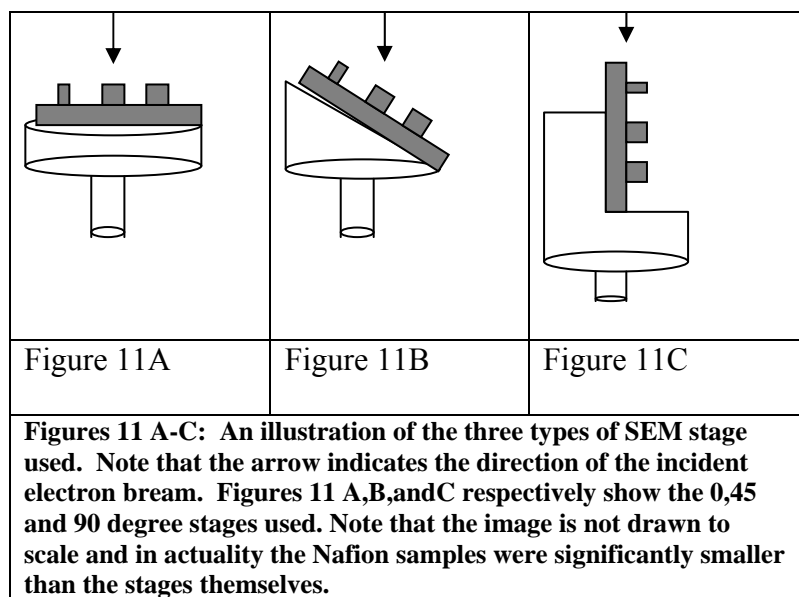 Figure 11A
Figure 11B
Figure 11C
Figures 11 A-C:  An illustration of the three types of SEM stage
used.  Note that the arrow indicates the direction of the incident
electron bream.  Figures 11 A,B,andC respectively show the 0,45
and 90 degree stages used. Note that the image is not drawn to
scale and in actuality the Nafion samples were significantly smaller
than the stages themselves.